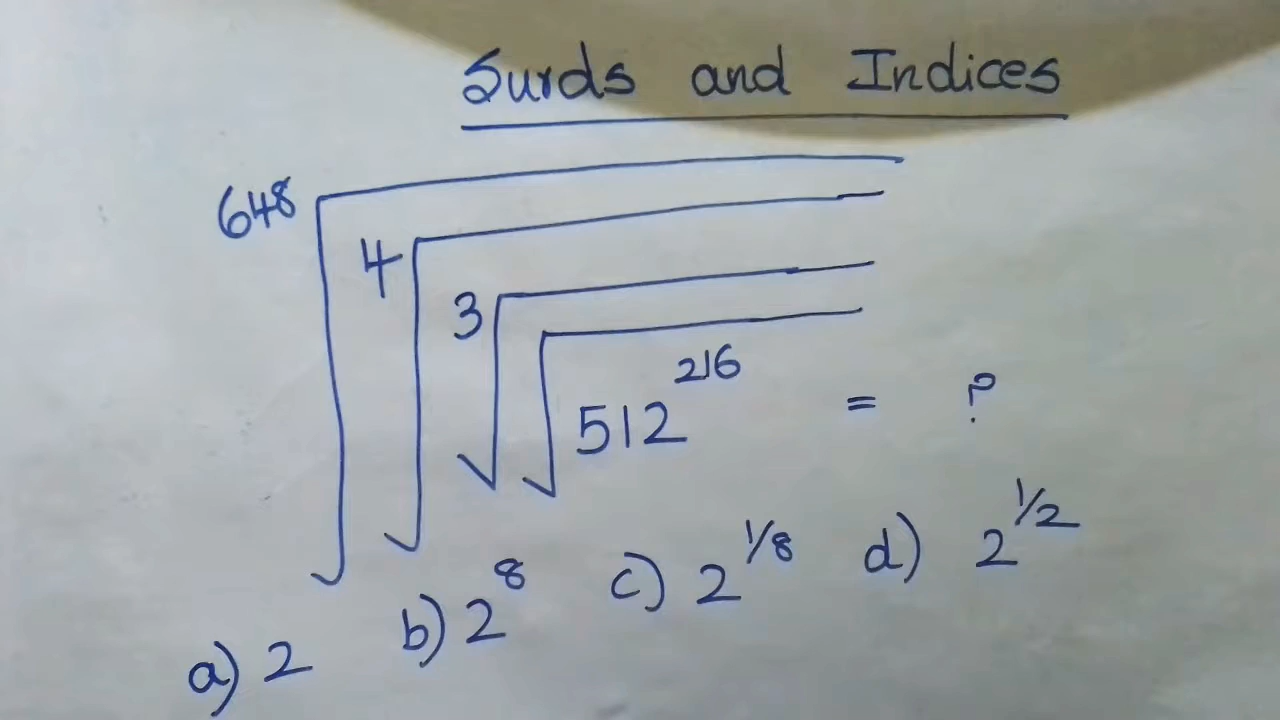 Surds and Indices
648√ 4√ 3√ √ 512^216 = ?
a) 2 b) 2^8 c) 2^1/8 d) 2^1/2